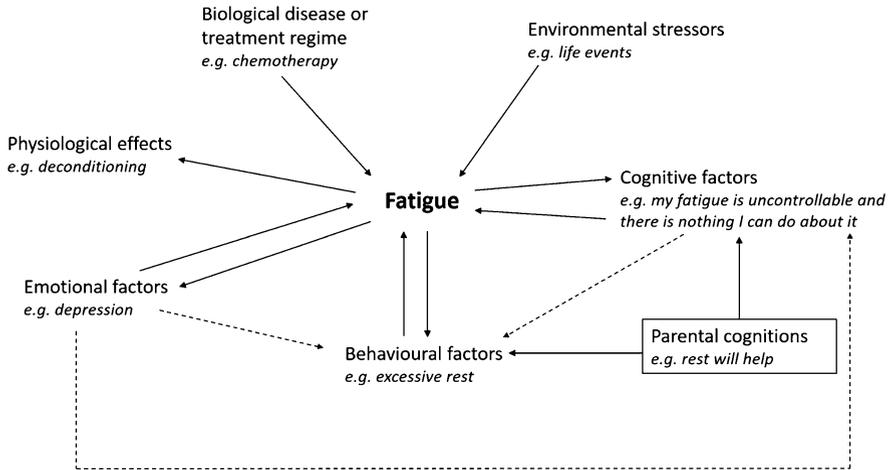 Biological disease or
treatment regime
e.g. chemotherapy
Environmental stressors
e.g. life events
Physiological effects
e.g. deconditioning
Fatigue
Cognitive factors
e.g. my fatigue is uncontrollable and
there is nothing I can do about it
Emotional factors
e.g. depression
Behavioural factors
e.g. excessive rest
Parental cognitions
e.g. rest will help